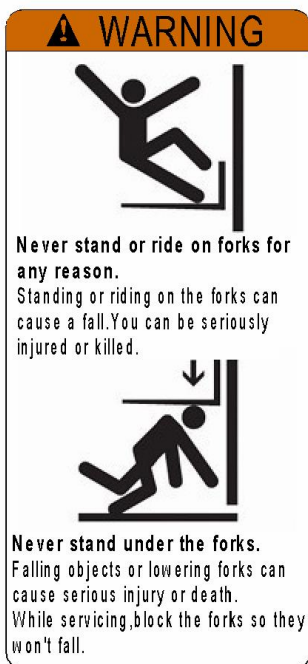 WARNING
Never stand or ride on forks for
any reason.
Standing or riding on the forks can
cause a fall.You can be seriously
injured or killed.
Never stand under the forks.
Falling objects or lowering forks can
cause serious injury or death.
While servicing,block the forks so they
won't fall.